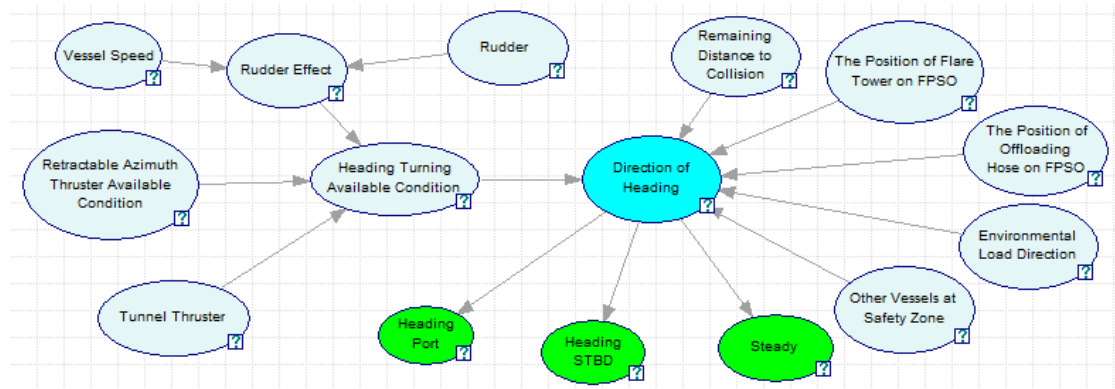 Vessel Speed
?
Rudder Effect
?
Rudder
?
Remaining
Distance to
Collision
?
The Position of Flare
Tower on FPSO
?
The Position of
Offloading
Hose on FPSO
?
Retractable Azimuth
Thruster Available
Condition
?
Heading Turning
Available Condition
?
Direction of
Heading
?
Environmental
Load Direction
?
Tunnel Thruster
?
Heading
Port
?
Heading
STBD
?
Steady
?
Other Vessels at
Safety Zone
?